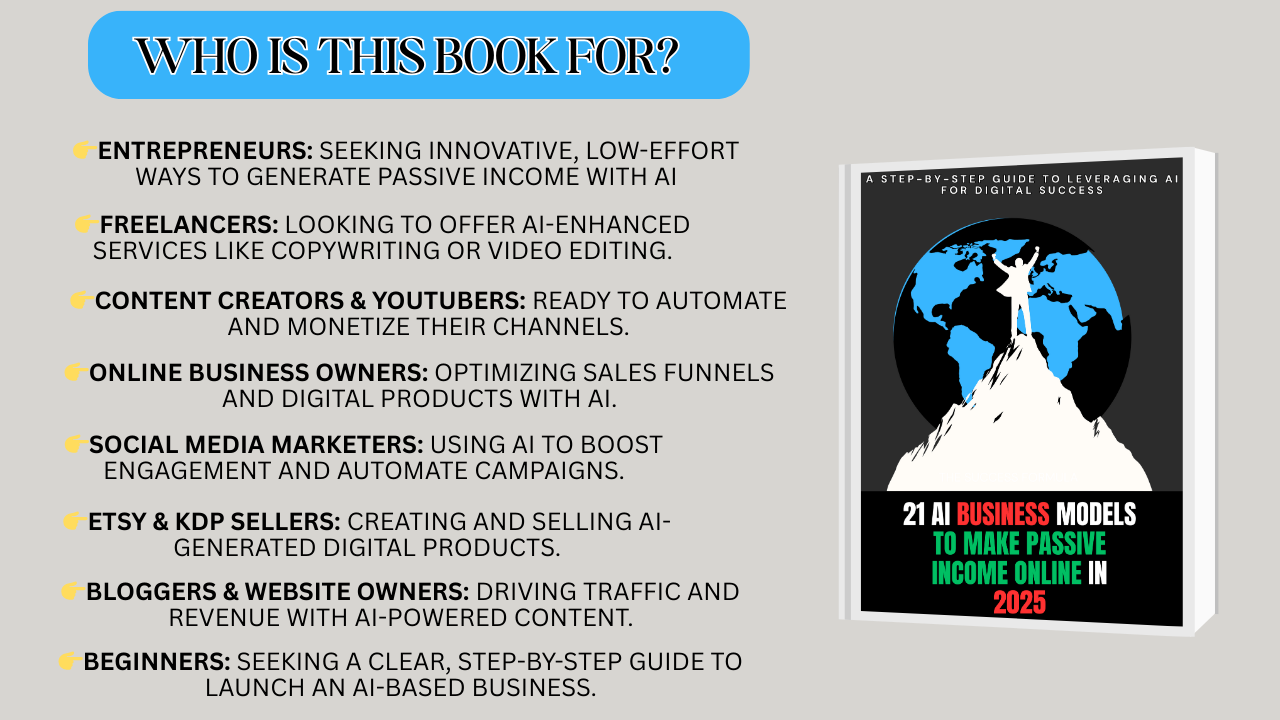 WHO IS THIS BOOK FOR?
👉ENTREPRENEURS: SEEKING INNOVATIVE, LOW-EFFORT
WAYS TO GENERATE PASSIVE INCOME WITH AI
👉FREELANCERS: LOOKING TO OFFER AI-ENHANCED
SERVICES LIKE COPYWRITING OR VIDEO EDITING.
👉CONTENT CREATORS & YOUTUBERS: READY TO AUTOMATE
AND MONETIZE THEIR CHANNELS.
👉ONLINE BUSINESS OWNERS: OPTIMIZING SALES FUNNELS
AND DIGITAL PRODUCTS WITH AI.
👉SOCIAL MEDIA MARKETERS: USING AI TO BOOST
ENGAGEMENT AND AUTOMATE CAMPAIGNS.
👉ETSY & KDP SELLERS: CREATING AND SELLING AI-
GENERATED DIGITAL PRODUCTS.
👉BLOGGERS & WEBSITE OWNERS: DRIVING TRAFFIC AND
REVENUE WITH AI-POWERED CONTENT.
👉BEGINNERS: SEEKING A CLEAR, STEP-BY-STEP GUIDE TO
LAUNCH AN AI-BASED BUSINESS.
A STEP-BY-STEP GUIDE TO LEVERAGING AI
FOR DIGITAL SUCCESS
21 AI BUSINESS MODELS
TO MAKE PASSIVE
INCOME ONLINE IN
2025